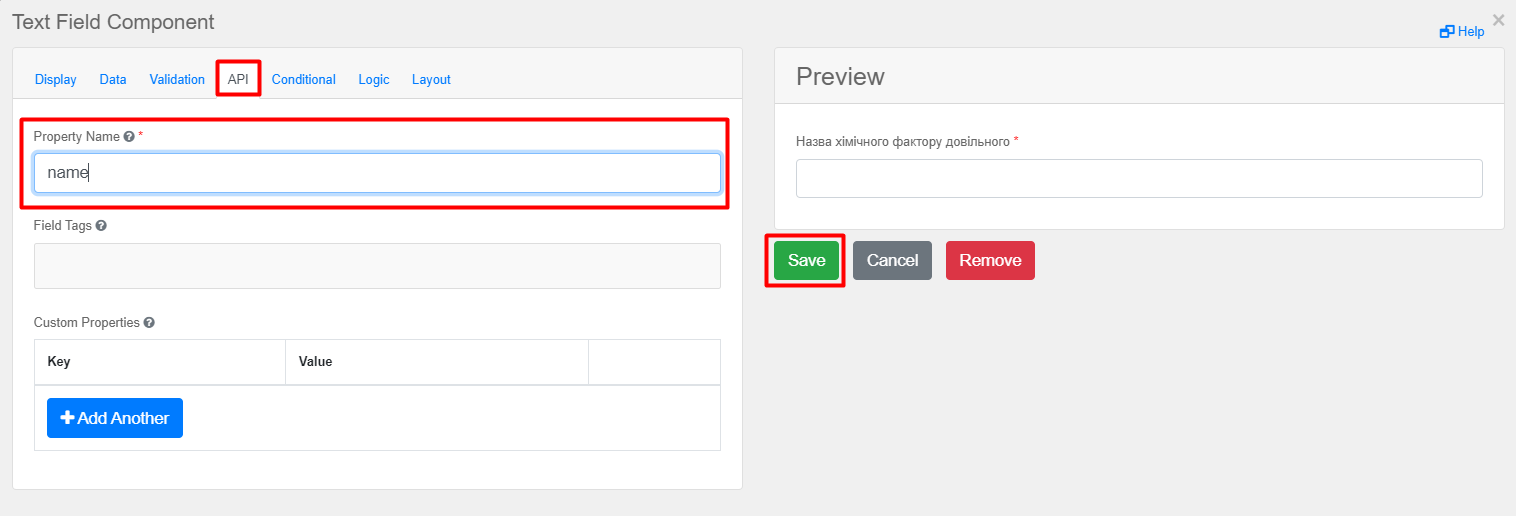 Text Field Component
×
Help
Display Data Validation API Conditional Logic Layout
Property Name *
name
Field Tags
Custom Properties
Key Value
Add Another
Preview
Назва хімічного фактору довільного *
Save Cancel Remove